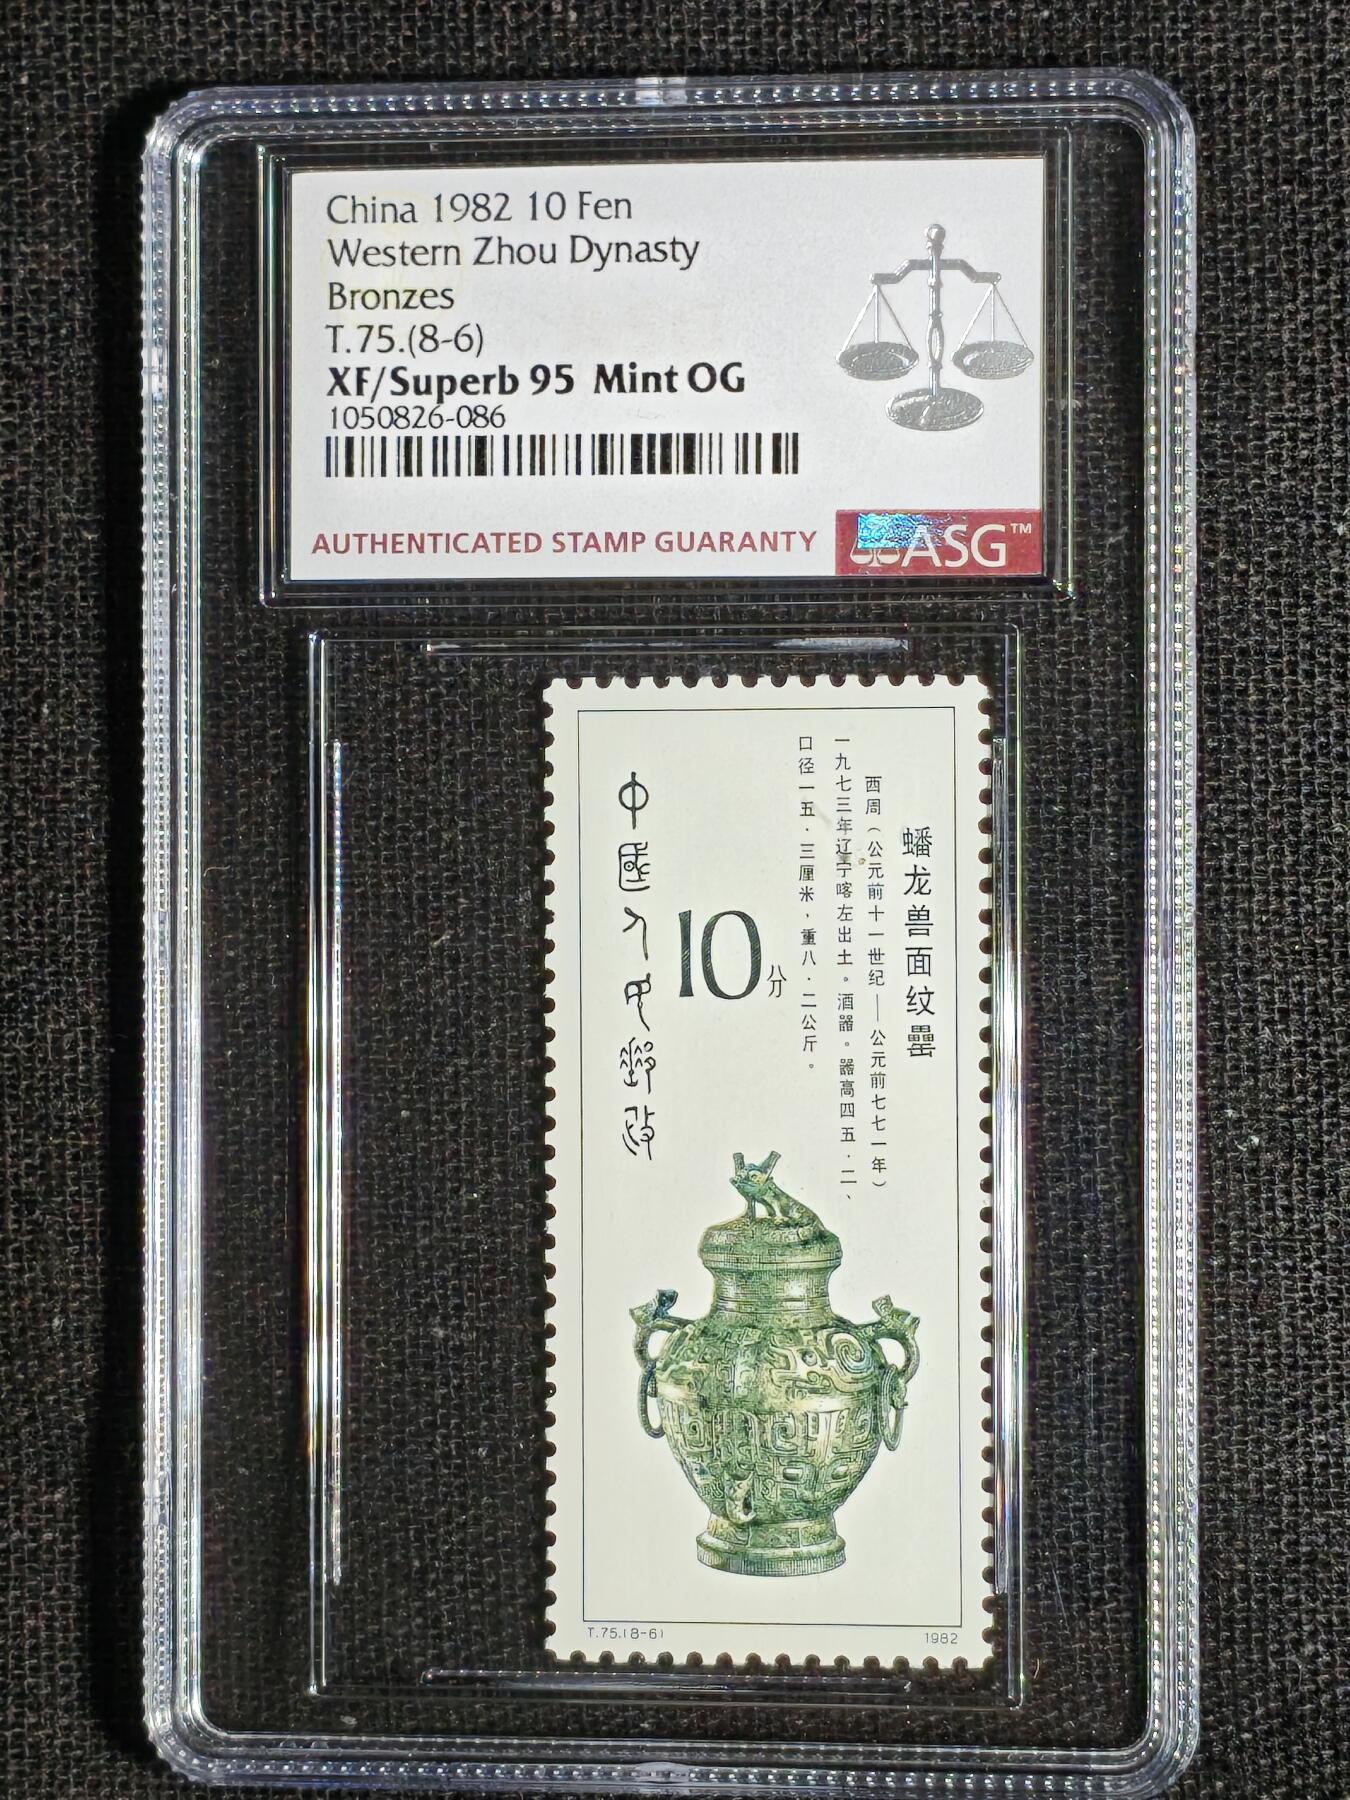 China 1982 10 Fen
Western Zhou Dynasty
Bronzes
T.75.(8-6)
XF/Superb 95 Mint OG
1050826-086
AUTHENTICATED STAMP GUARANTY
ASG™
蟠龙兽面纹罍
西周（公元前十一世纪——公元前七七一年）
一九七三年辽宁喀左出土。酒器。器高四五·二、
口径一五·三厘米，重八·二公斤。
10分
中國人民郵政
T.75.(8-6)
1982